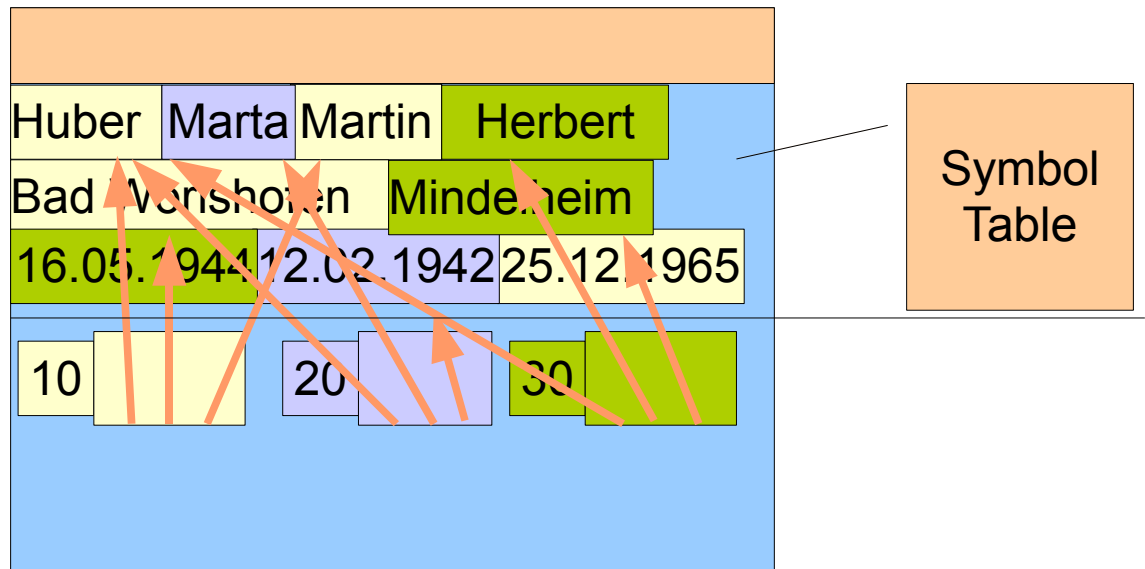 Huber Marta Martin Herbert
Bad Wörishofen Mindelheim
16.05.1944 12.02.1942 25.12.1965
10 20 30
Symbol
Table